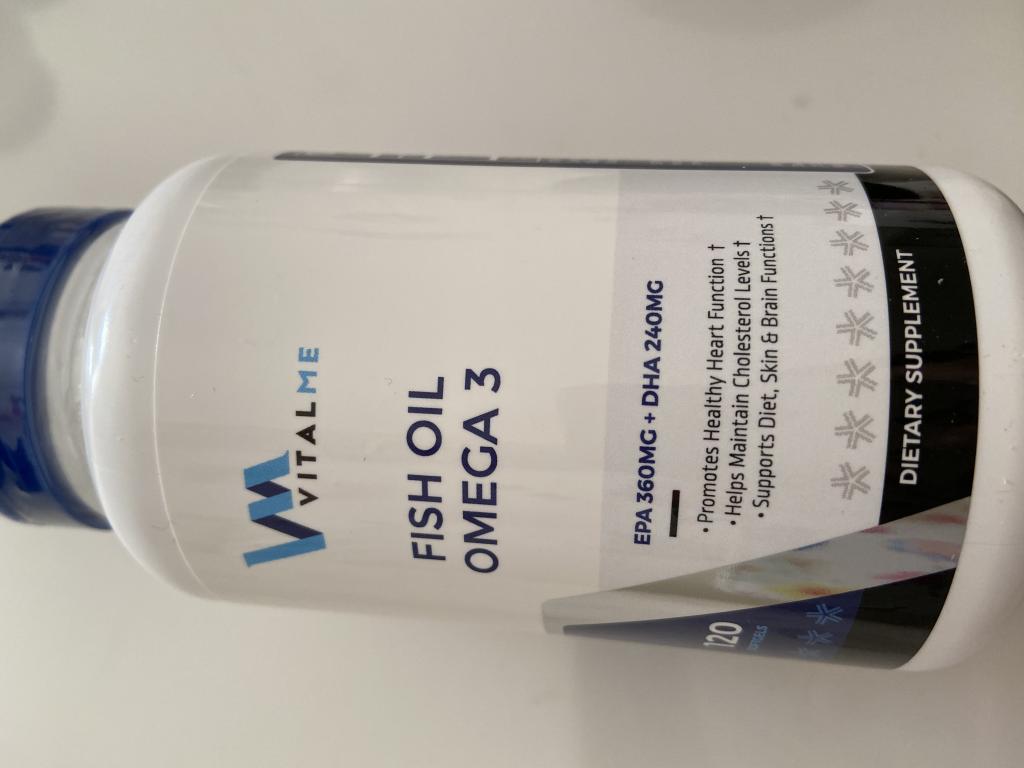 VITALME
FISH OIL
OMEGA 3
EPA 360MG + DHA 240MG
• Promotes Healthy Heart Function †
• Helps Maintain Cholesterol Levels †
• Supports Diet, Skin & Brain Functions †
120
SOFTGELS
DIETARY SUPPLEMENT